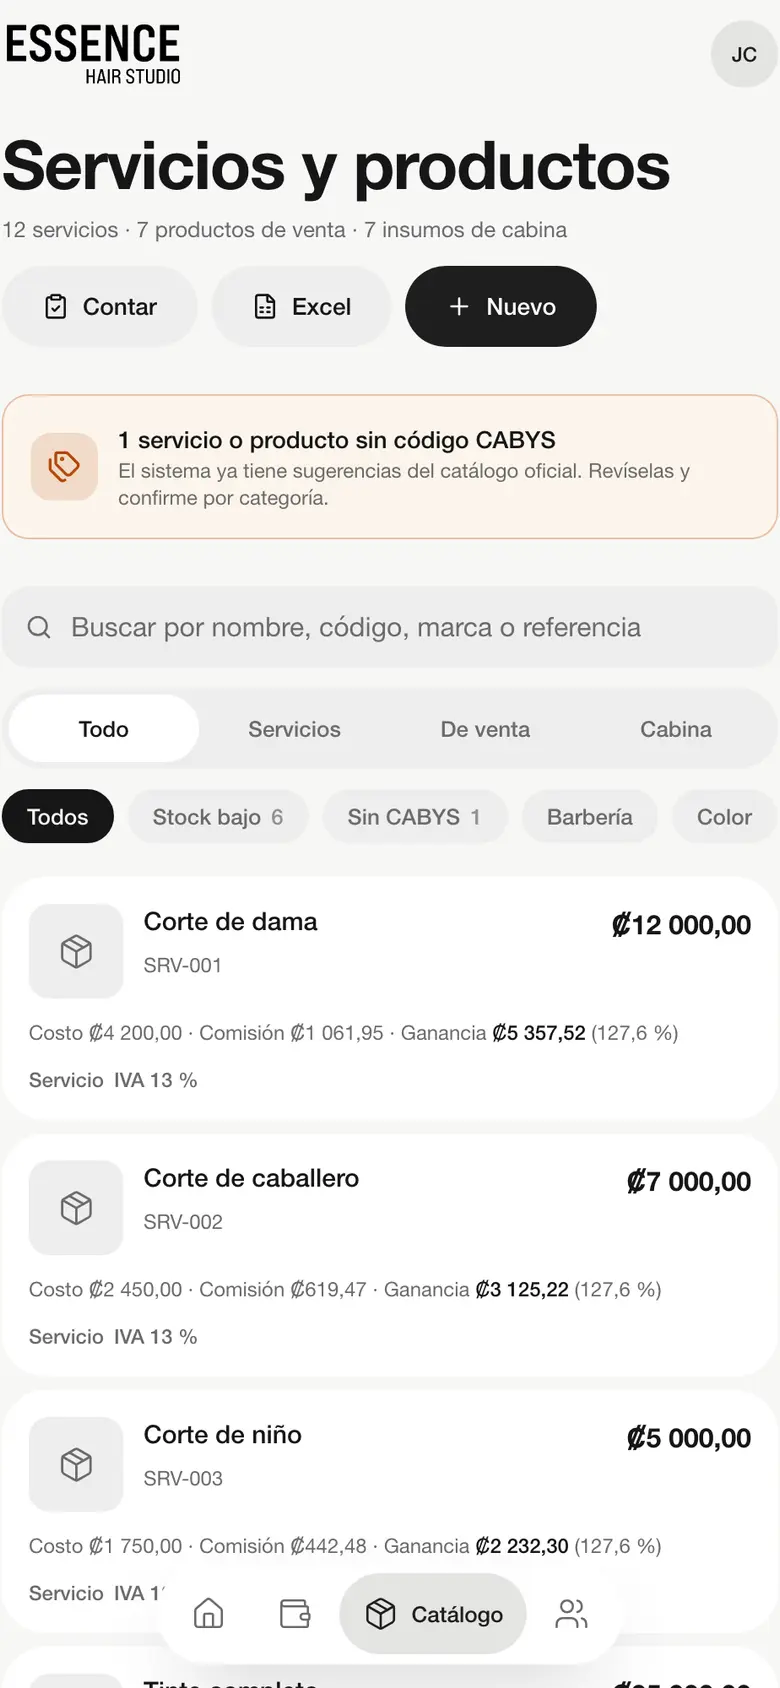 ESSENCE
HAIR STUDIO
JC
Servicios y productos
12 servicios · 7 productos de venta · 7 insumos de cabina
Contar
Excel
Nuevo
1 servicio o producto sin código CABYS
El sistema ya tiene sugerencias del catálogo oficial. Revíselas y
confirme por categoría.
Buscar por nombre, código, marca o referencia
Todo Servicios De venta Cabina
Todos Stock bajo 6 Sin CABYS 1 Barbería Color
Corte de dama ₡12 000,00
SRV-001
Costo ₡4 200,00 · Comisión ₡1 061,95 · Ganancia ₡5 357,52 (127,6 %)
Servicio IVA 13 %
Corte de caballero ₡7 000,00
SRV-002
Costo ₡2 450,00 · Comisión ₡619,47 · Ganancia ₡3 125,22 (127,6 %)
Servicio IVA 13 %
Corte de niño ₡5 000,00
SRV-003
Costo ₡1 750,00 · Comisión ₡442,48 · Ganancia ₡2 232,30 (127,6 %)
Servicio IVA
Catálogo